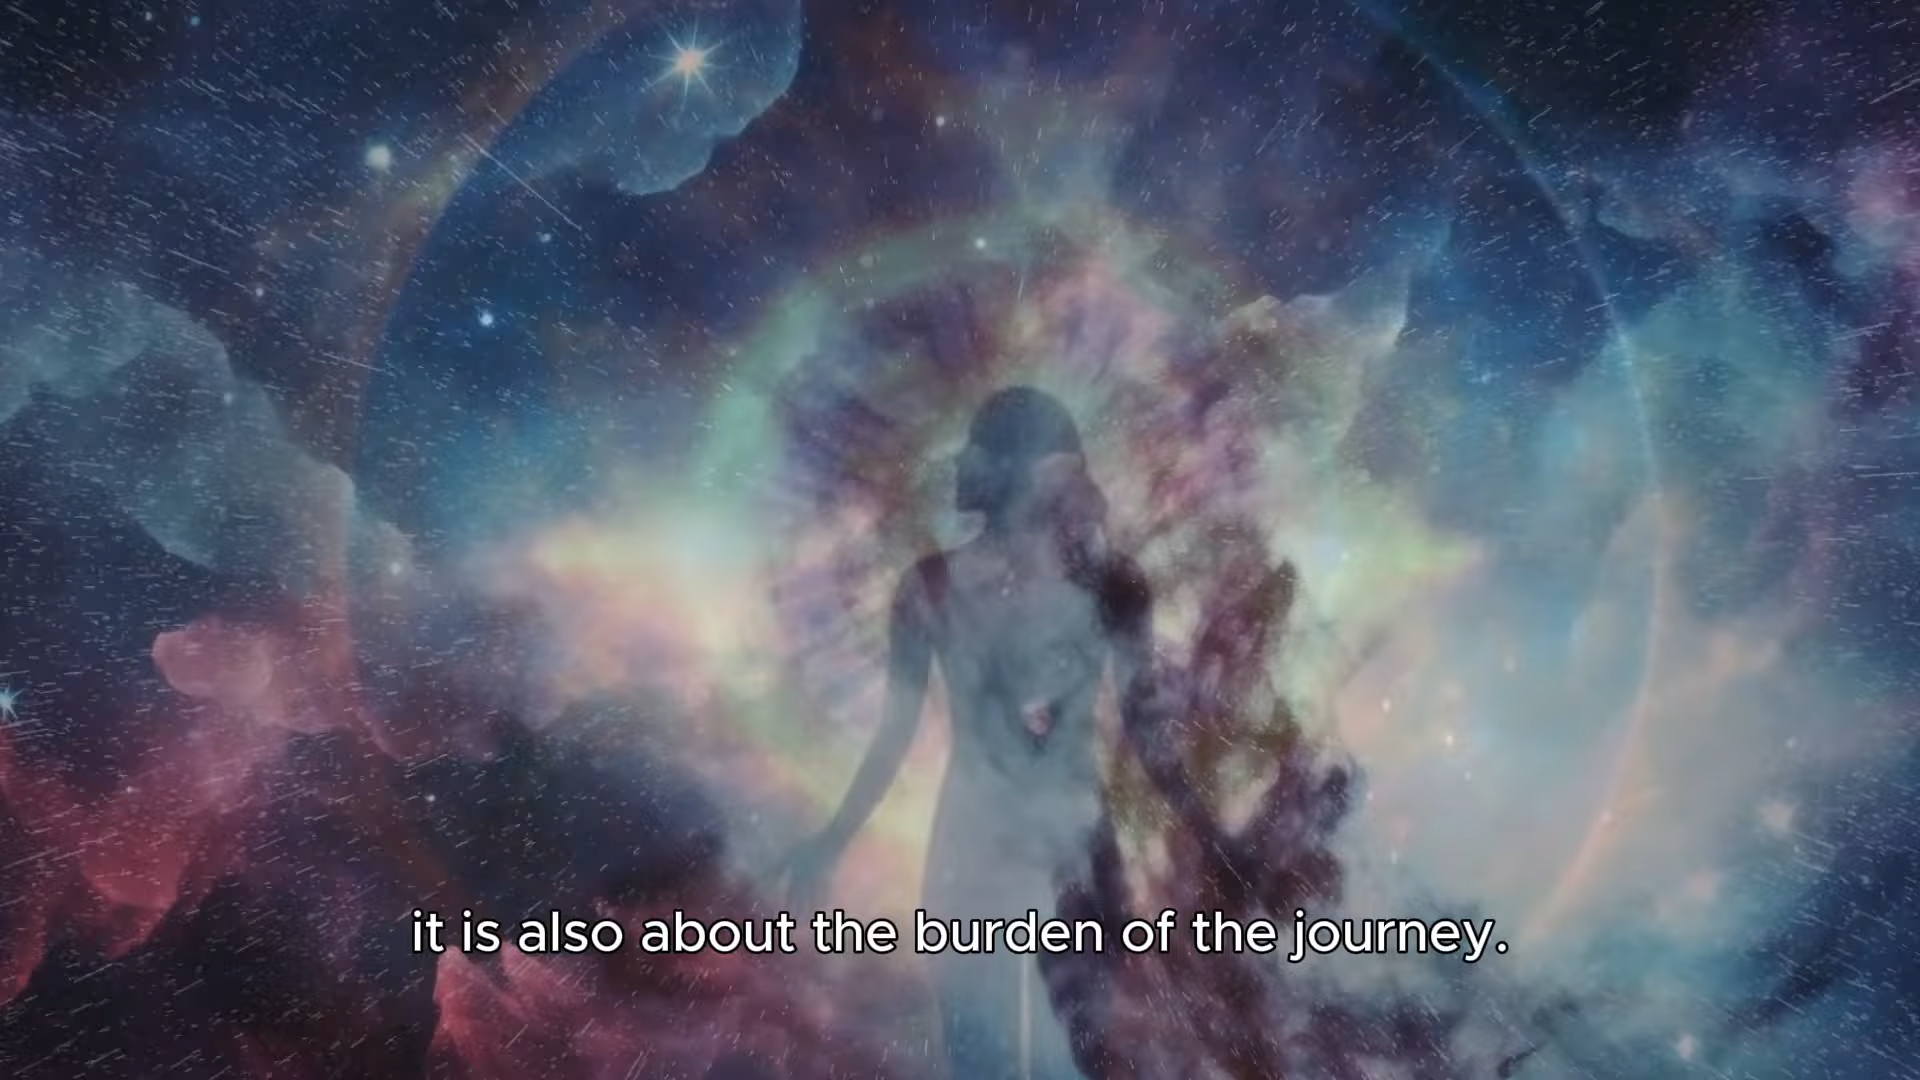 it is also about the burden of the journey.